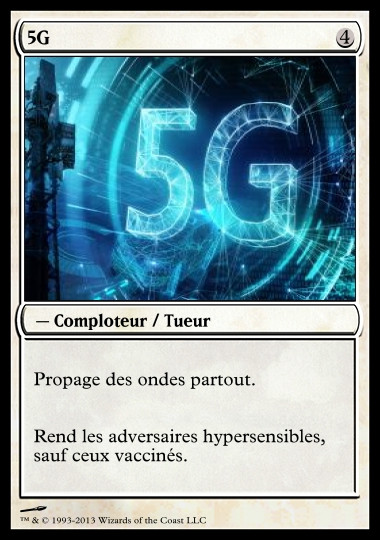 5G 4
5G
— Comploteur / Tueur
Propage des ondes partout.
Rend les adversaires hypersensibles,
sauf ceux vaccinés.
™ & © 1993-2013 Wizards of the Coast LLC